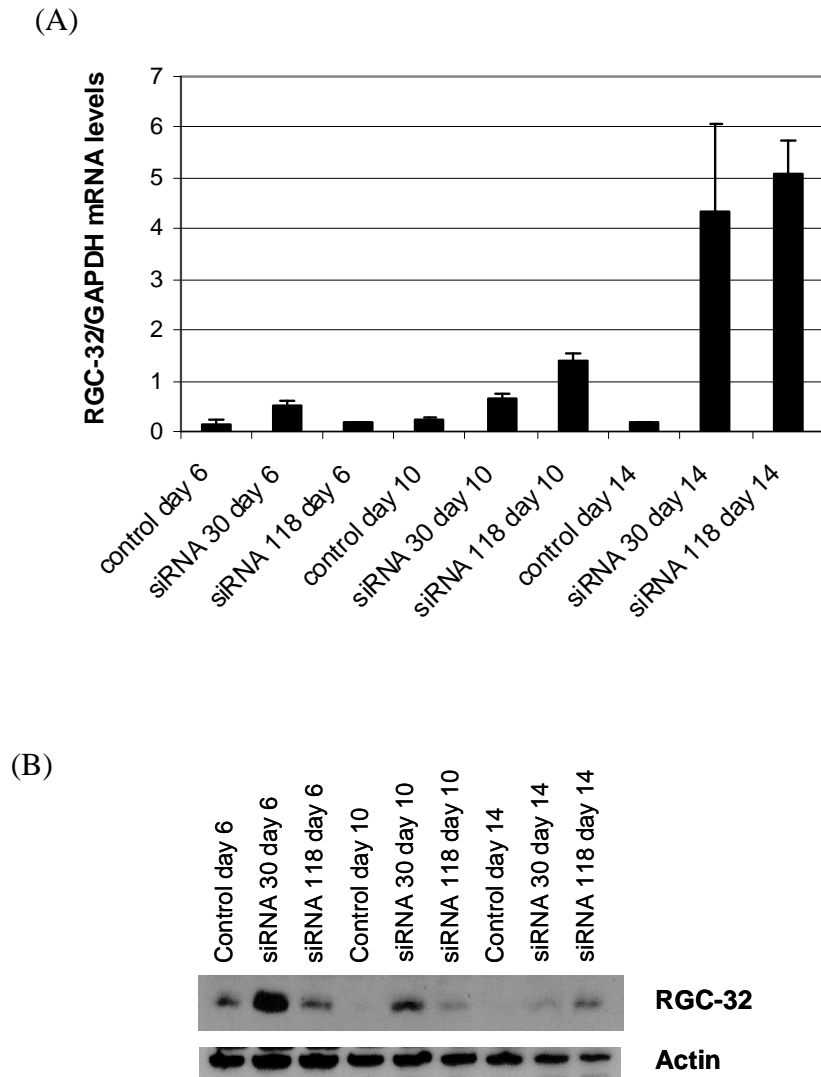 (A)
RGC-32/GAPDH mRNA levels
7
6
5
4
3
2
1
0
control day 6
siRNA 30 day 6
siRNA 118 day 6
control day 10
siRNA 30 day 10
siRNA 118 day 10
control day 14
siRNA 30 day 14
siRNA 118 day 14
(B)
Control day 6
siRNA 30 day 6
siRNA 118 day 6
Control day 10
siRNA 30 day 10
siRNA 118 day 10
Control day 14
siRNA 30 day 14
siRNA 118 day 14
RGC-32
Actin